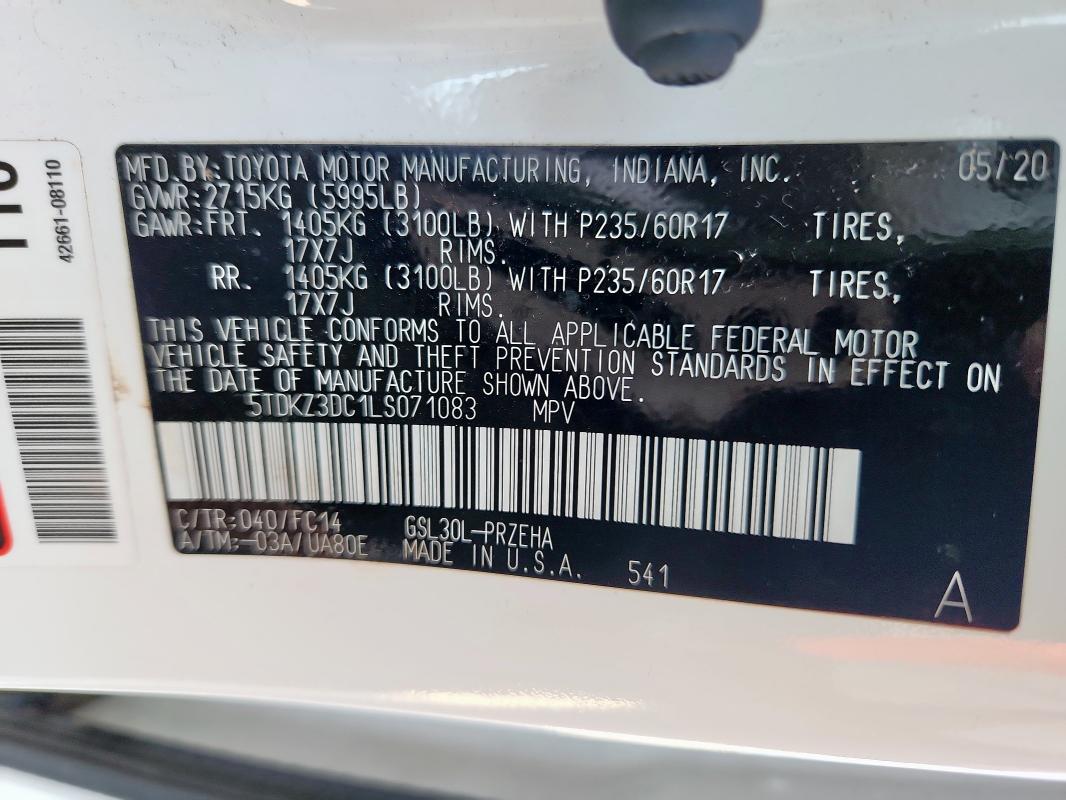 MFD.BY:TOYOTA MOTOR MANUFACTURING, INDIANA, INC. 05/20
GVWR:2715KG (5995LB)
GAWR:FRT. 1405KG (3100LB) WITH P235/60R17 TIRES,
17X7J RIMS.
RR. 1405KG (3100LB) WITH P235/60R17 TIRES,
17X7J RIMS.
THIS VEHICLE CONFORMS TO ALL APPLICABLE FEDERAL MOTOR
VEHICLE SAFETY AND THEFT PREVENTION STANDARDS IN EFFECT ON
THE DATE OF MANUFACTURE SHOWN ABOVE.
5TDKZ3DC1LS071083 MPV
C/TR:040/FC14 GSL30L-PRZEHA
A/TM:-03A/UA80E MADE IN U.S.A. 541
A
42661-08110